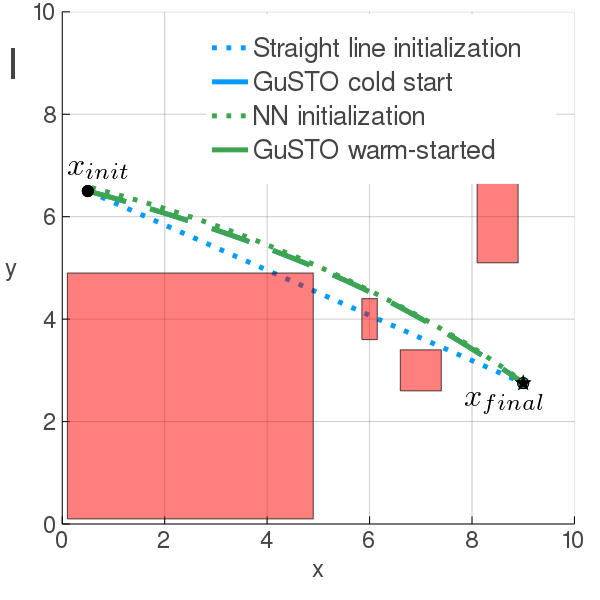 10
Straight line initialization
l
GuSTO cold start
8
NN initialization
GuSTO warm-started
x_init
6
y
4
x_final
2
0
0 2 4 6 8 10
x